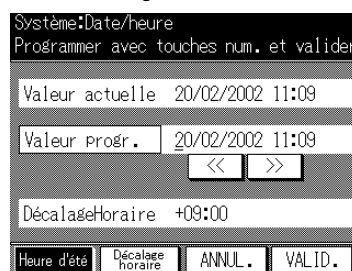 Système:Date/heure
Programmer avec touches num. et valider
Valeur actuelle 20/02/2002 11:09
Valeur progr. 20/02/2002 11:09
<< >>
DécalageHoraire +09:00
Heure d'été Décalage horaire ANNUL. VALID.